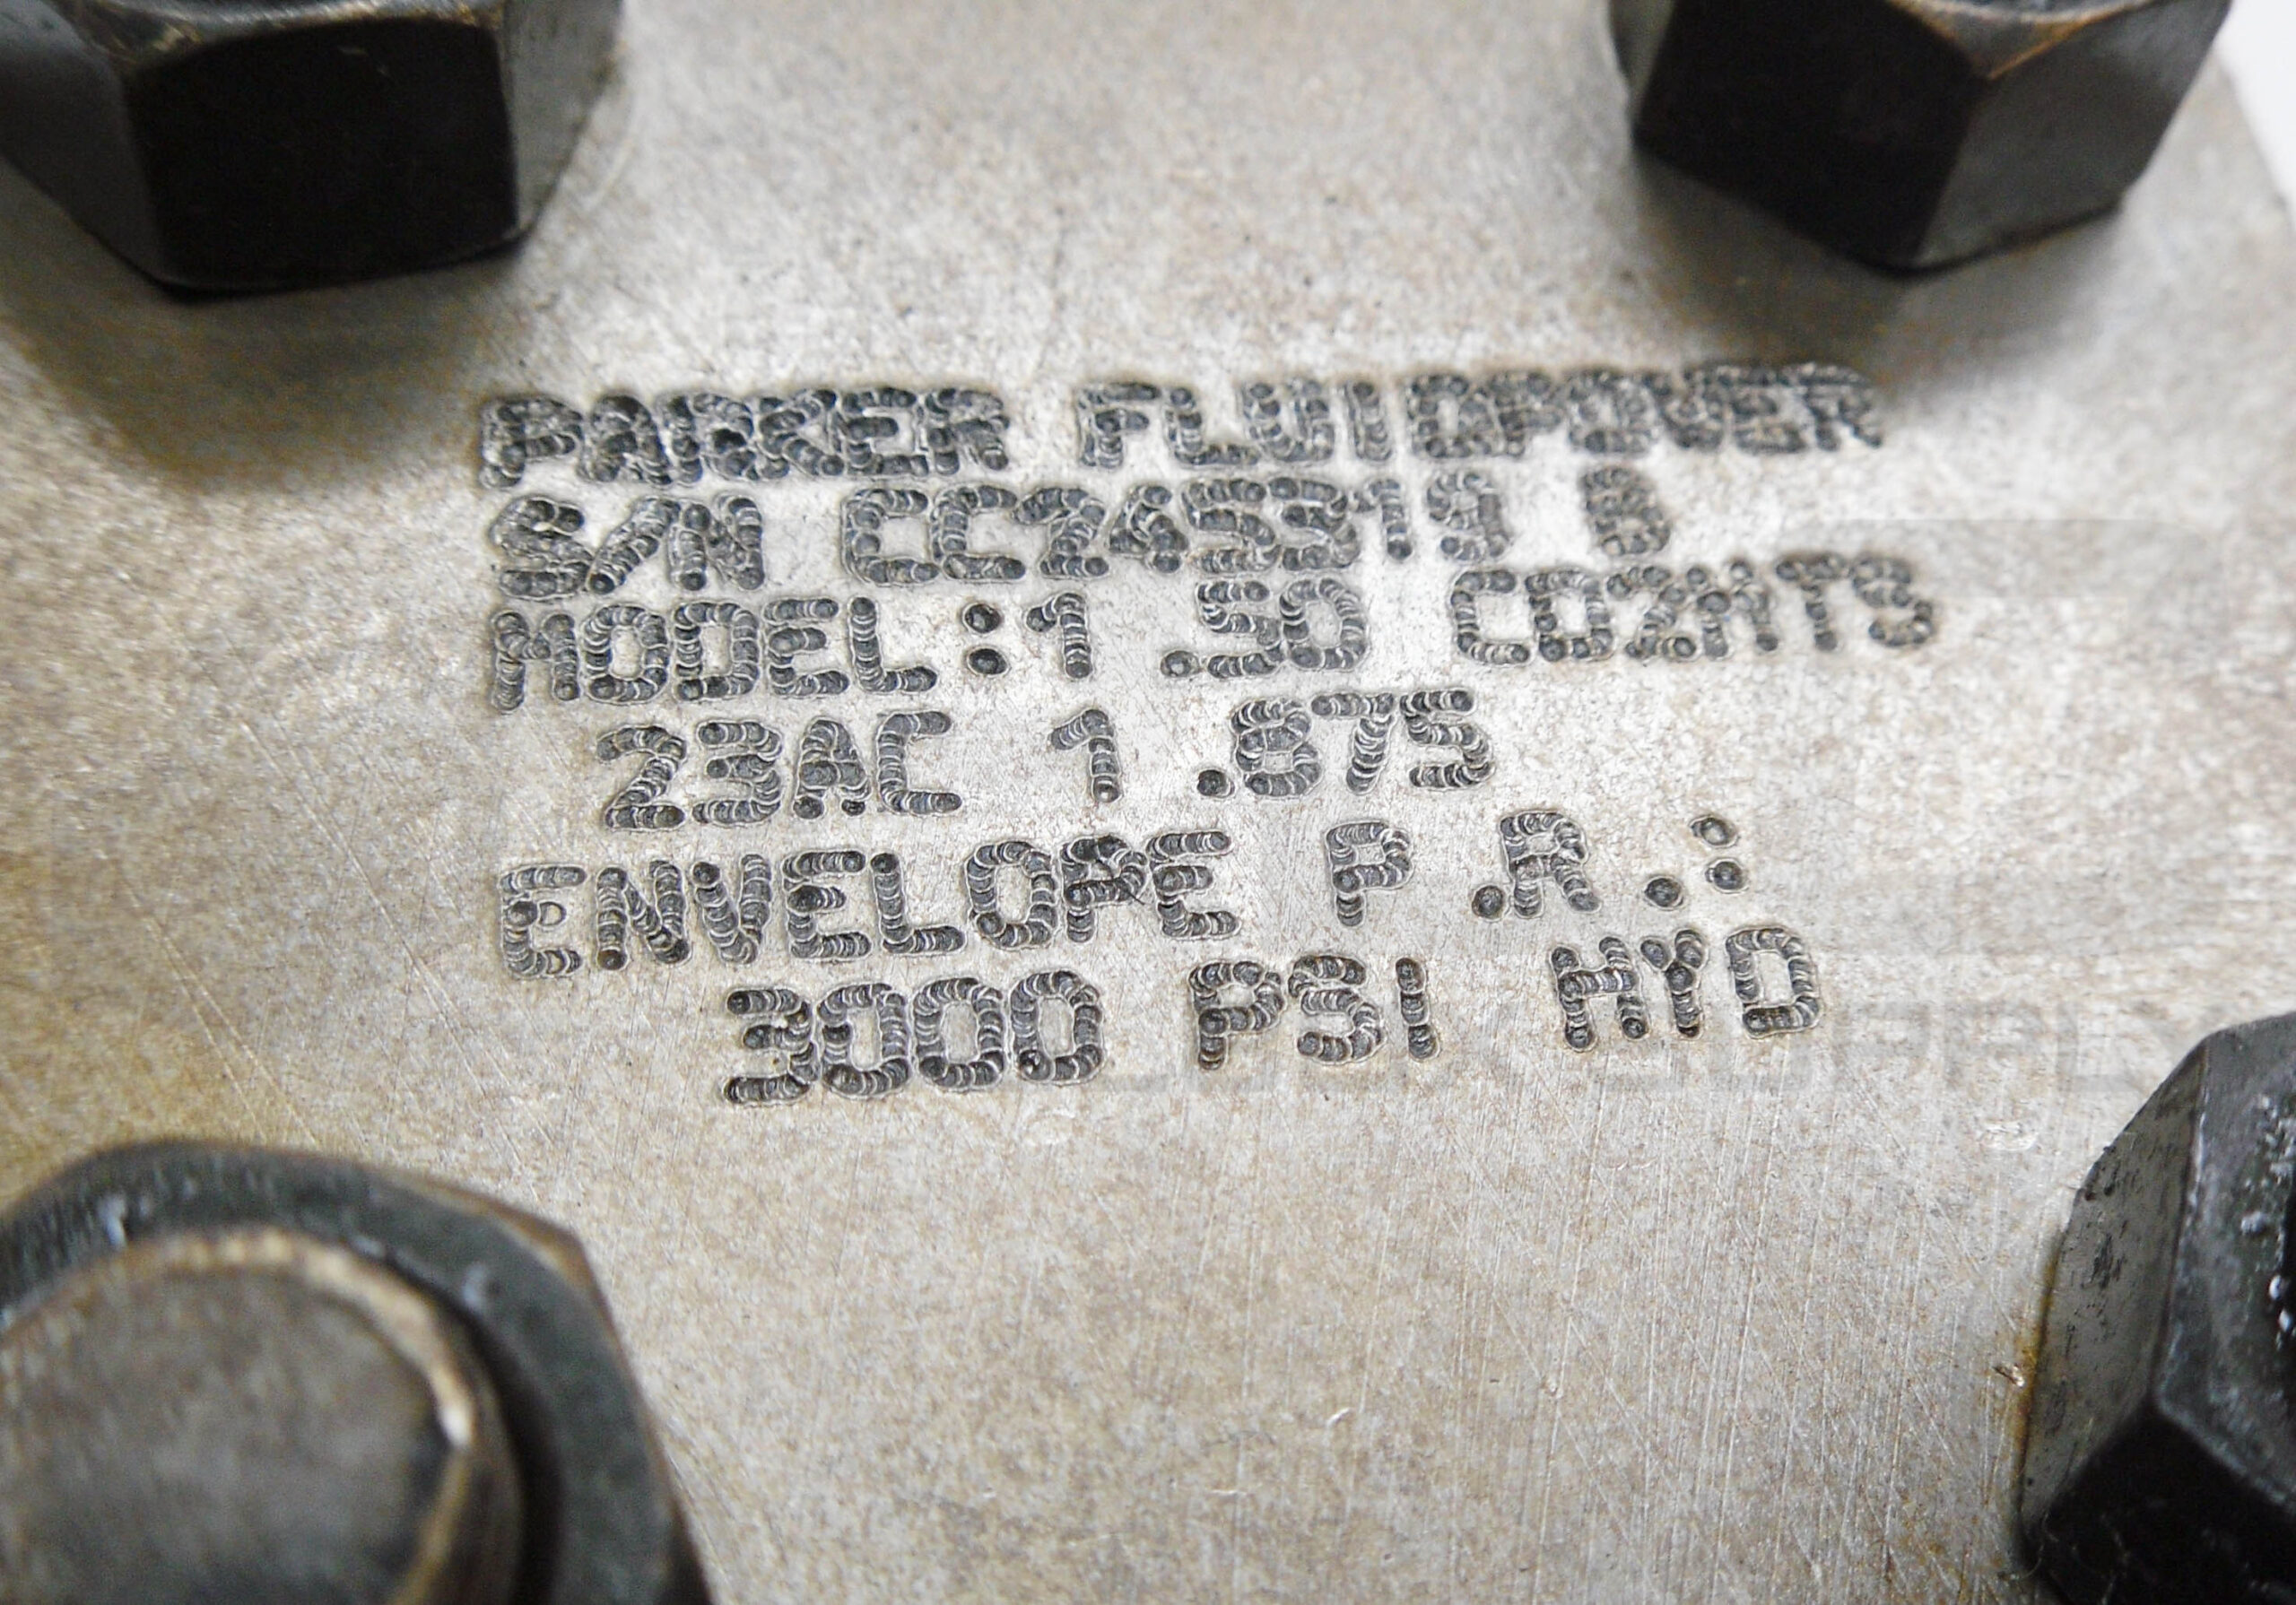 PARKER FLUIDPOWER
S/N CC245319 B
MODEL:1.50 CD2HTS
23AC 1.875
ENVELOPE P.R.:
3000 PSI HYD